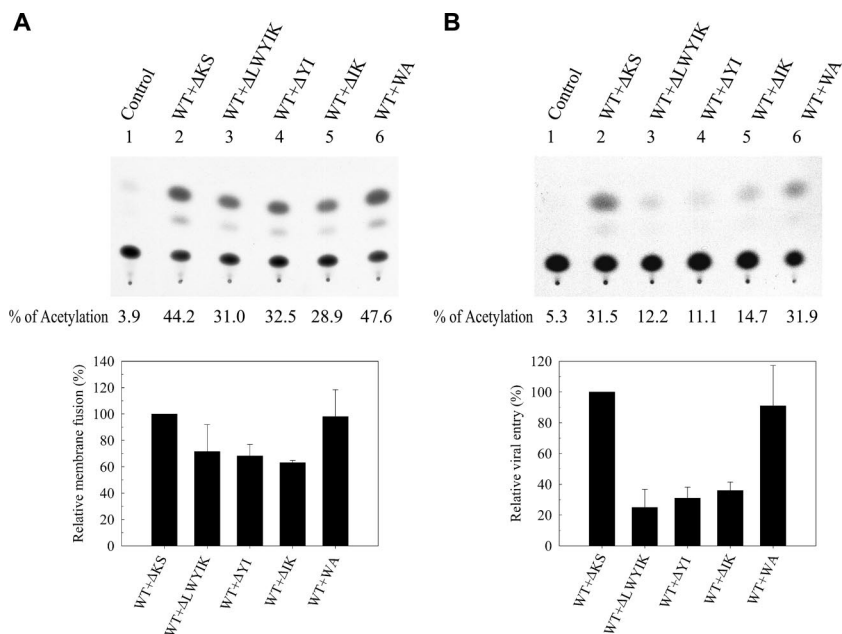 A
Control
WT+ΔKS
WT+ΔLWYIK
WT+ΔYI
WT+ΔIK
WT+WA
1 2 3 4 5 6
% of Acetylation 3.9 44.2 31.0 32.5 28.9 47.6
Relative membrane fusion (%)
140
120
100
80
60
40
20
0
WT+ΔKS
WT+ΔLWYIK
WT+ΔYI
WT+ΔIK
WT+WA
B
Control
WT+ΔKS
WT+ΔLWYIK
WT+ΔYI
WT+ΔIK
WT+WA
1 2 3 4 5 6
% of Acetylation 5.3 31.5 12.2 11.1 14.7 31.9
Relative viral entry (%)
120
100
80
60
40
20
0
WT+ΔKS
WT+ΔLWYIK
WT+ΔYI
WT+ΔIK
WT+WA